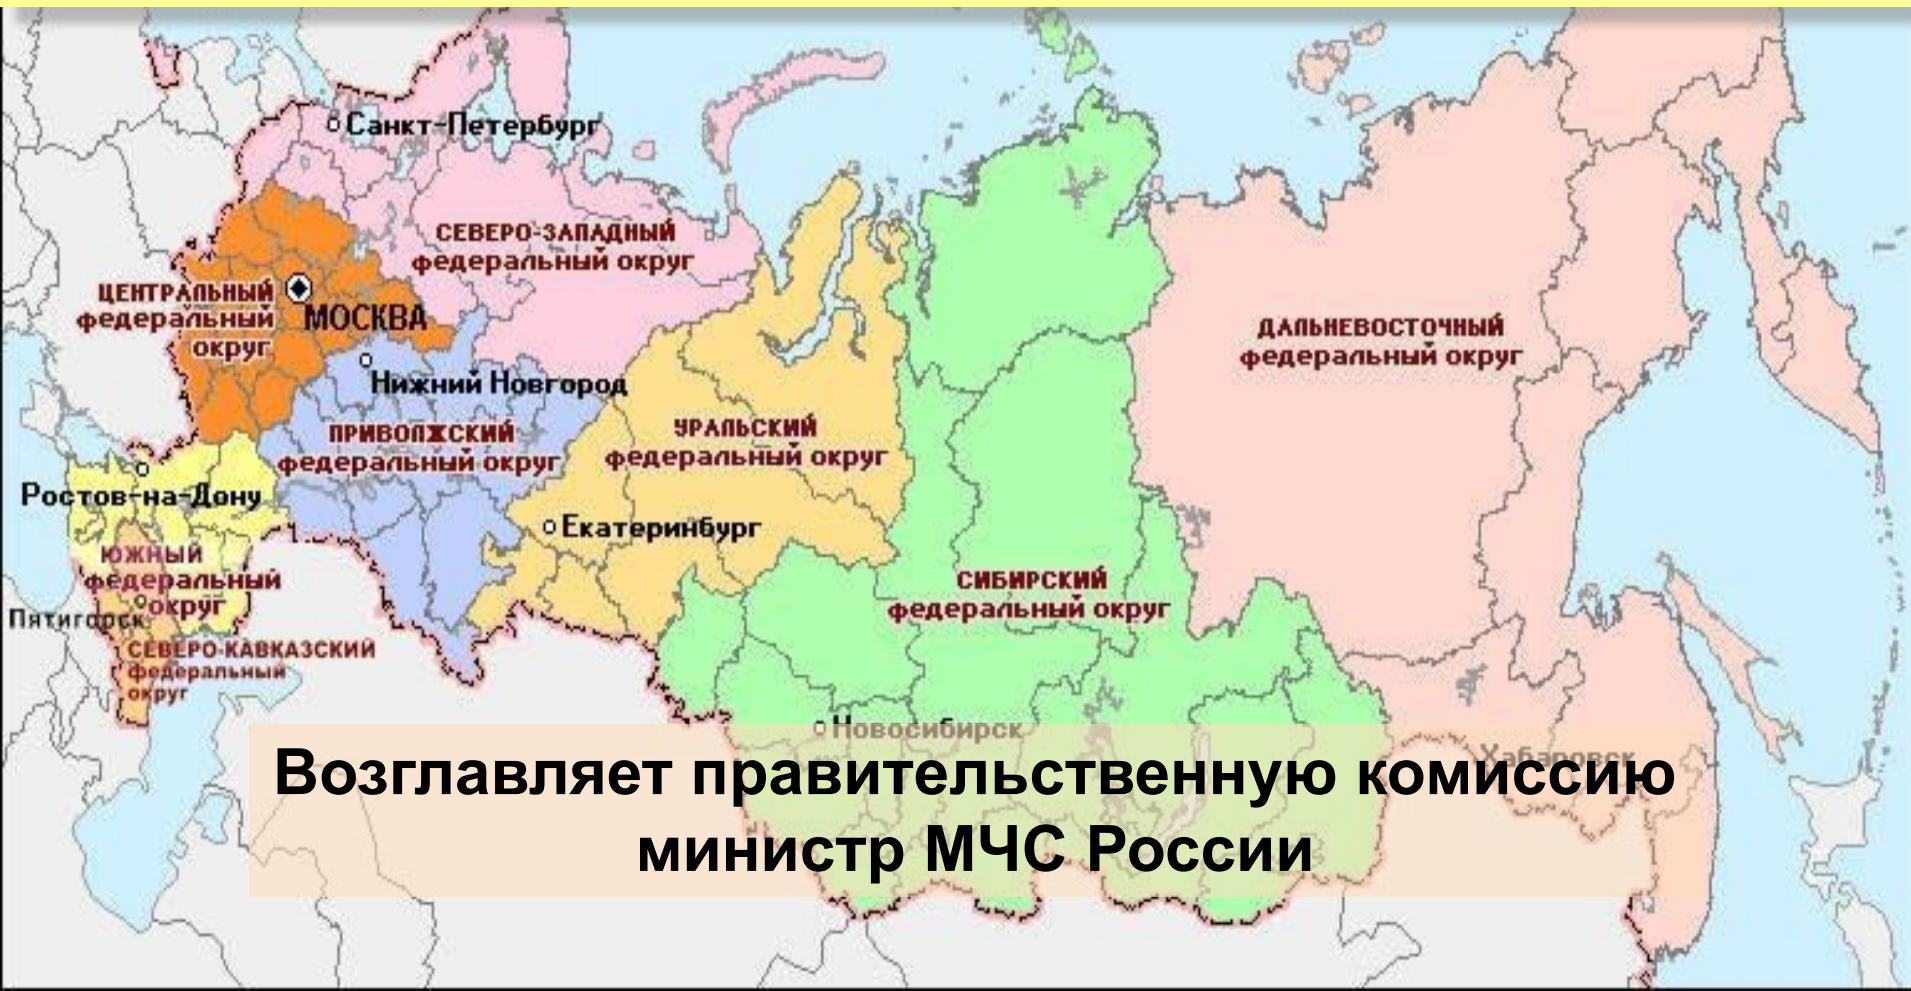 Санкт-Петербург
СЕВЕРО-ЗАПАДНЫЙ
федеральный округ
ЦЕНТРАЛЬНЫЙ
федеральный
округ
МОСКВА
ДАЛЬНЕВОСТОЧНЫЙ
федеральный округ
Нижний Новгород
ПРИВОЛЖСКИЙ
федеральный округ
УРАЛЬСКИЙ
федеральный округ
Ростов-на-Дону
Екатеринбург
ЮЖНЫЙ
федеральный
округ
СИБИРСКИЙ
федеральный округ
Пятигорск
СЕВЕРО-КАВКАЗСКИЙ
федеральный
округ
Новосибирск
Хабаровск
Возглавляет правительственную комиссию
министр МЧС России